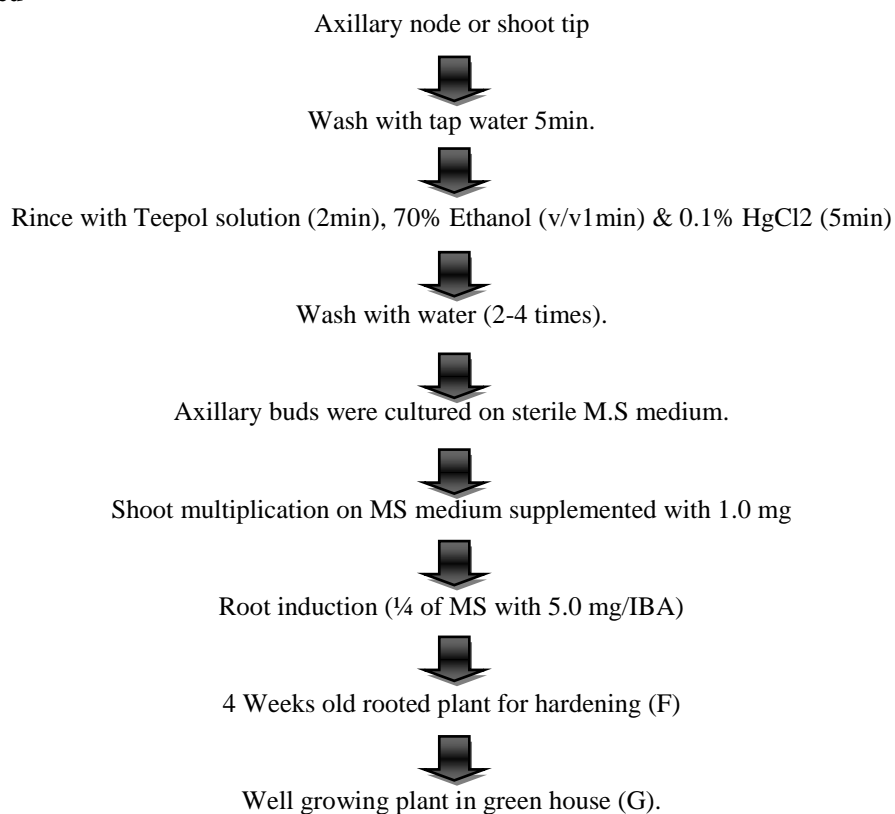 Axillary node or shoot tip
Wash with tap water 5min.
Rince with Teepol solution (2min), 70% Ethanol (v/v1min) & 0.1% HgCl2 (5min)
Wash with water (2-4 times).
Axillary buds were cultured on sterile M.S medium.
Shoot multiplication on MS medium supplemented with 1.0 mg
Root induction (¼ of MS with 5.0 mg/IBA)
4 Weeks old rooted plant for hardening (F)
Well growing plant in green house (G).